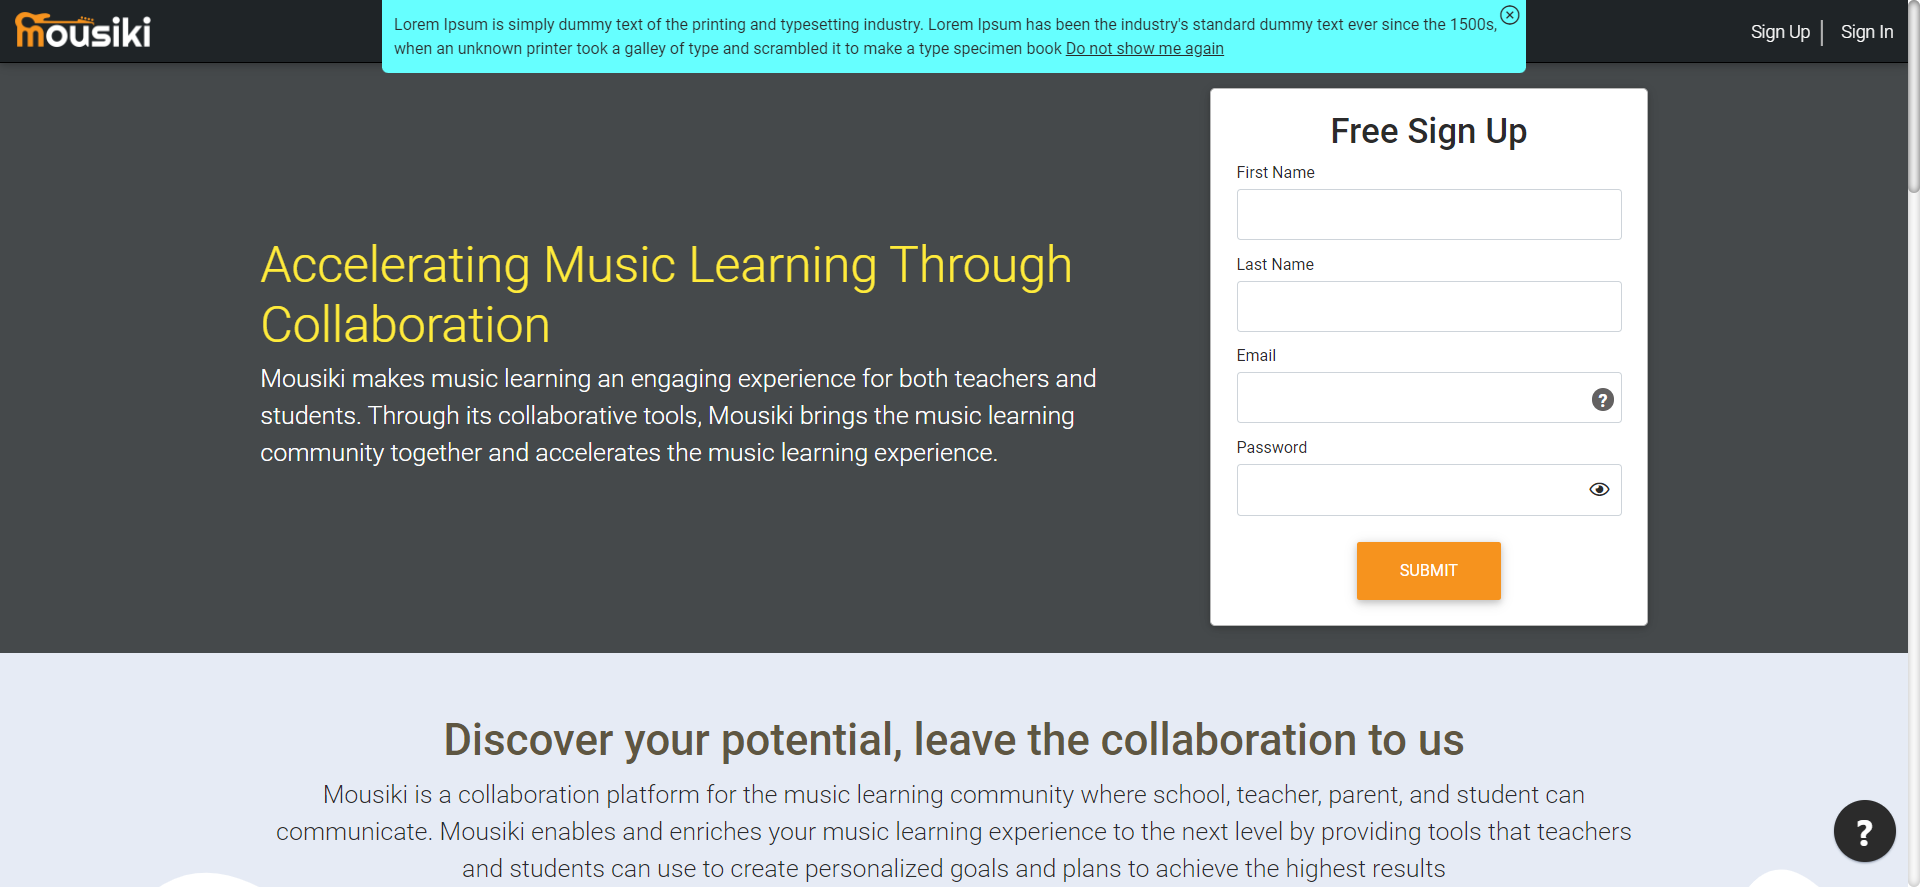 mousiki
Lorem Ipsum is simply dummy text of the printing and typesetting industry. Lorem Ipsum has been the industry's standard dummy text ever since the 1500s,
when an unknown printer took a galley of type and scrambled it to make a type specimen book Do not show me again
Sign Up
Sign In
Accelerating Music Learning Through
Collaboration
Mousiki makes music learning an engaging experience for both teachers and
students. Through its collaborative tools, Mousiki brings the music learning
community together and accelerates the music learning experience.
Free Sign Up
First Name
Last Name
Email
?
Password
SUBMIT
Discover your potential, leave the collaboration to us
Mousiki is a collaboration platform for the music learning community where school, teacher, parent, and student can
communicate. Mousiki enables and enriches your music learning experience to the next level by providing tools that teachers
and students can use to create personalized goals and plans to achieve the highest results
?